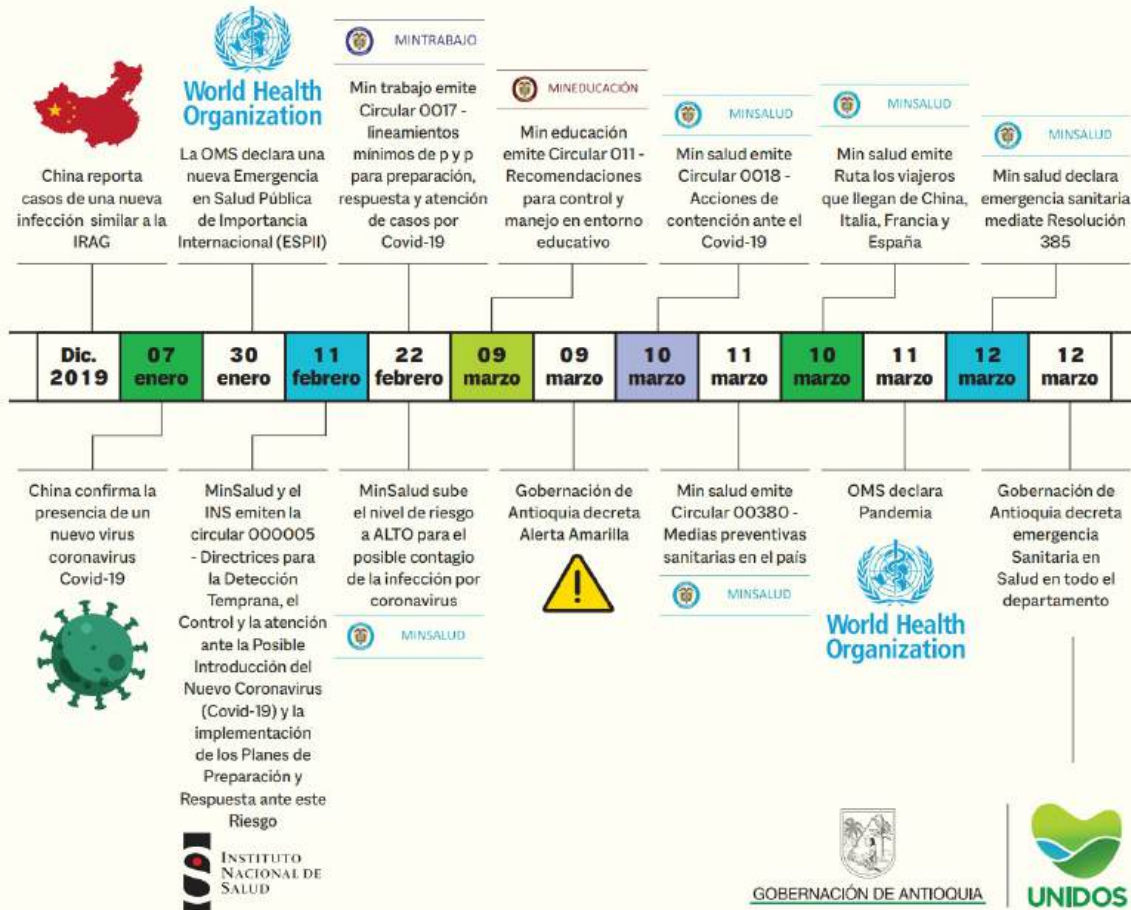 China reporta
casos de una nueva
infección similar a la
IRAG
World Health
Organization
La OMS declara una
nueva Emergencia
en Salud Pública
de Importancia
Internacional (ESPII)
MINTRABAJO
Min trabajo emite
Circular 0017 -
lineamientos
mínimos de p y p
para preparación,
respuesta y atención
de casos por
Covid-19
MINEDUCACIÓN
Min educación
emite Circular 011 -
Recomendaciones
para control y
manejo en entorno
educativo
MINSALUD
Min salud emite
Circular 0018 -
Acciones de
contención ante el
Covid-19
MINSALUD
Min salud emite
Ruta los viajeros
que llegan de China,
Italia, Francia y
España
MINSALUD
Min salud declara
emergencia sanitaria
mediate Resolución
385
Dic.
2019
07
enero
30
enero
11
febrero
22
febrero
09
marzo
09
marzo
10
marzo
11
marzo
10
marzo
11
marzo
12
marzo
12
marzo
China confirma la
presencia de un
nuevo virus
coronavirus
Covid-19
MinSalud y el
INS emiten la
circular 000005
- Directrices para
la Detección
Temprana, el
Control y la atención
ante la Posible
Introducción del
Nuevo Coronavirus
(Covid-19) y la
implementación
de los Planes de
Preparación y
Respuesta ante este
Riesgo
INSTITUTO
NACIONAL DE
SALUD
MinSalud sube
el nivel de riesgo
a ALTO para el
posible contagio
de la infección por
coronavirus
MINSALUD
Gobernación de
Antioquia decreta
Alerta Amarilla
Min salud emite
Circular 00380 -
Medias preventivas
sanitarias en el país
MINSALUD
OMS declara
Pandemia
World Health
Organization
Gobernación de
Antioquia decreta
emergencia
Sanitaria en
Salud en todo el
departamento
GOBERNACIÓN DE ANTIOQUIA
UNIDOS